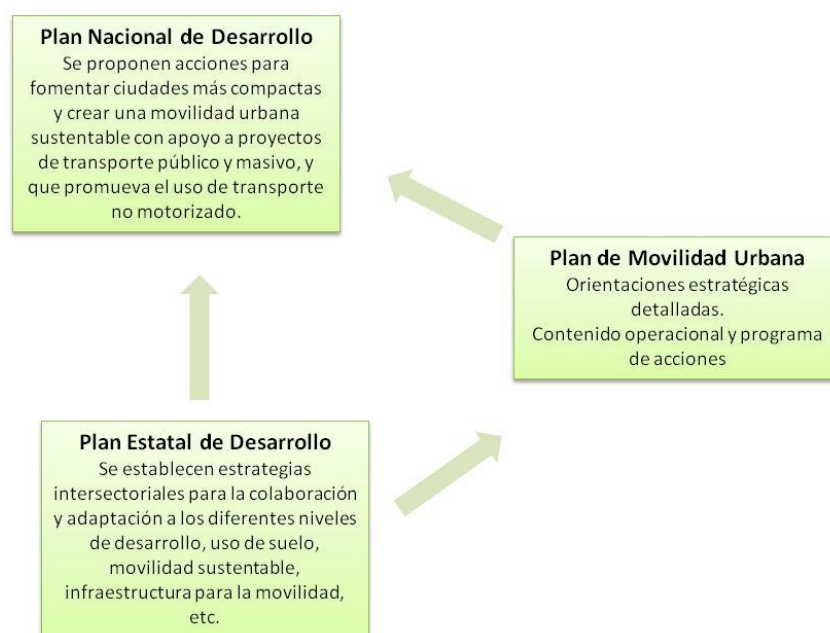 Plan Nacional de Desarrollo
Se proponen acciones para
fomentar ciudades más compactas
y crear una movilidad urbana
sustentable con apoyo a proyectos
de transporte público y masivo, y
que promueva el uso de transporte
no motorizado.
Plan de Movilidad Urbana
Orientaciones estratégicas
detalladas.
Contenido operacional y programa
de acciones
Plan Estatal de Desarrollo
Se establecen estrategias
intersectoriales para la colaboración
y adaptación a los diferentes niveles
de desarrollo, uso de suelo,
movilidad sustentable,
infraestructura para la movilidad,
etc.